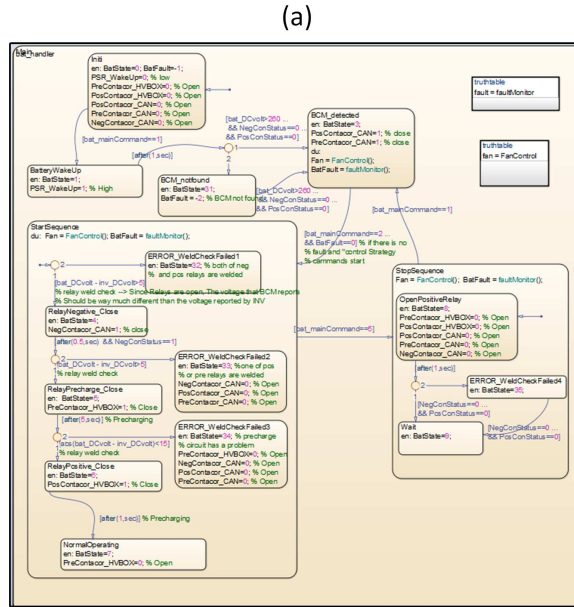 (a)
Main
bat_handler
Initi
en: BatState=0; BatFault=-1;
PSR_WakeUp=0; % low
PreContacor_HVBOX=0; % Open
PosContacor_HVBOX=0; % Open
PreContacor_CAN=0; % Open
PosContacor_CAN=0; % Open
NegContacor_CAN=0; % Open
truthtable
fault = faultMonitor
truthtable
fan = FanControl
[bat_mainCommand==1]
[bat_DCvolt>260 ...
&& NegConStatus==0 ...
&& PosConStatus==0]
[after(1,sec)]
1
2
BCM_detected
en: BatState=3;
PosContacor_CAN=1; % close
PreContacor_CAN=1; % close
du:
Fan = FanControl();
BatFault = faultMonitor();
BatteryWakeUp
en: BatState=1;
PSR_WakeUp=1; % High
BCM_notfound
en: BatState=31;
BatFault = -2; % BCM not found
[bat_DCvolt>260 ...
&& NegConStatus==0 ...
&& PosConStatus==0]
[bat_mainCommand==1]
[bat_mainCommand==2 ...
&& BatFault==0] % if there is no
% fault and "control Strategy
% commands start
StartSequence
du: Fan = FanControl(); BatFault = faultMonitor();
2
ERROR_WeldCheckFailed1
en: BatState=32; % both of neg
% and pos relays are welded
[bat_DCvolt - inv_DCvolt>5]
% relay weld check --> Since Relays are open, The voltage that BCM reports
% Should be way much different than the voltage reported by INV
RelayNegative_Close
en: BatState=4;
NegContacor_CAN=1; % close
[after(0.5,sec) && NegConStatus==1]
2
[bat_DCvolt - inv_DCvolt>5]
% relay weld check
ERROR_WeldCheckFailed2
en: BatState=33; %one of pos
% or pre relays are welded
NegContacor_CAN=0; % Open
PosContacor_CAN=0; % Open
PreContacor_CAN=0; % Open
RelayPrecharge_Close
en: BatState=5;
PreContacor_HVBOX=1; % Close
[after(5,sec)] % Precharging
2
[abs(bat_DCvolt - inv_DCvolt)<15]
% relay weld check
ERROR_WeldCheckFailed3
en: BatState=34; % precharge
% circuit has a problem
PreContacor_HVBOX=0; % Open
NegContacor_CAN=0; % Open
PosContacor_CAN=0; % Open
PreContacor_CAN=0; % Open
RelayPositive_Close
en: BatState=6;
PosContacor_HVBOX=1; % Close
[after(1,sec)] % Precharging
NormalOperating
en: BatState=7;
PreContacor_HVBOX=0; % Open
[bat_mainCommand==5]
StopSequence
Fan = FanControl(); BatFault = faultMonitor();
OpenPositiveRelay
en: BatState=8;
PreContacor_HVBOX=0; % Open
PosContacor_HVBOX=0; % Open
PreContacor_CAN=0; % Open
PosContacor_CAN=0; % Open
NegContacor_CAN=0; % Open
[after(1,sec)]
1
2
ERROR_WeldCheckFailed4
en: BatState=35;
[NegConStatus==0 ...
&& PosConStatus==0]
Wait
en: BatState=9;
[NegConStatus==0 ...
&& PosConStatus==0]